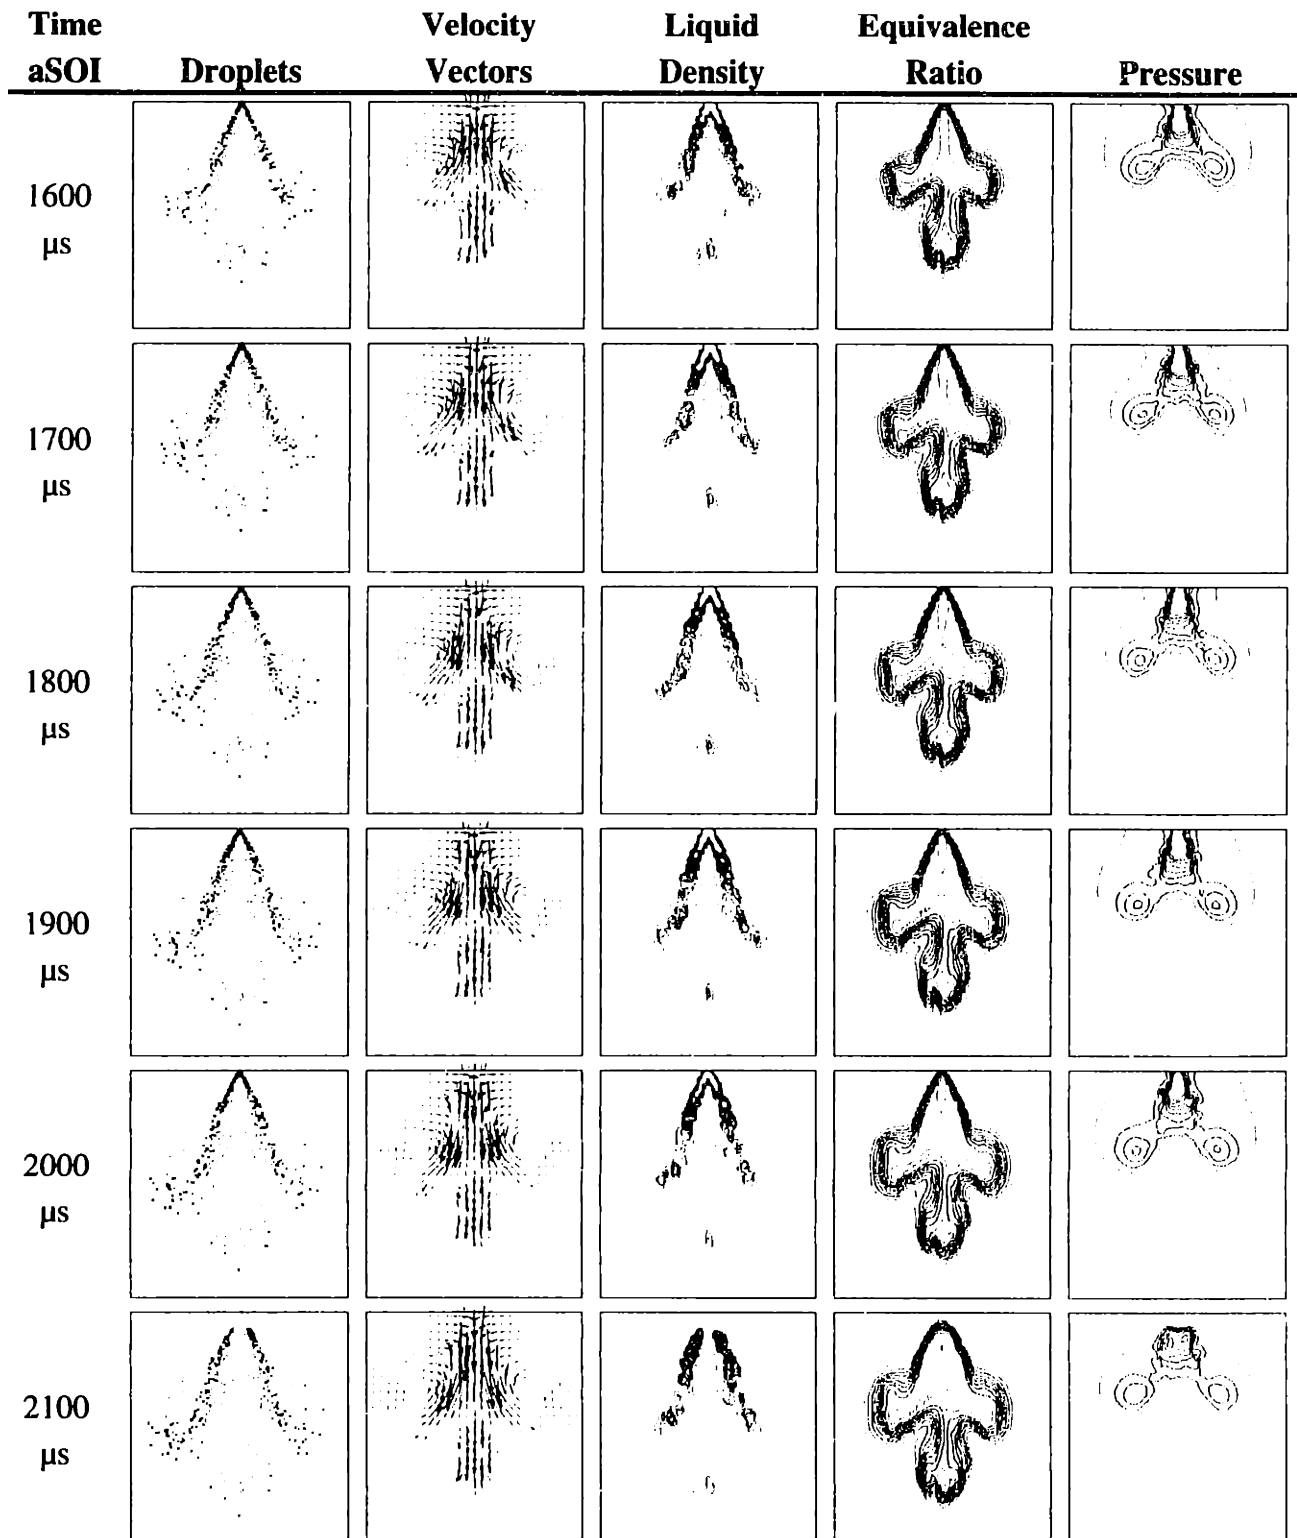 Time Velocity Liquid Equivalence
aSOI Droplets Vectors Density Ratio Pressure
1600
µs
1700
µs
1800
µs
1900
µs
2000
µs
2100
µs